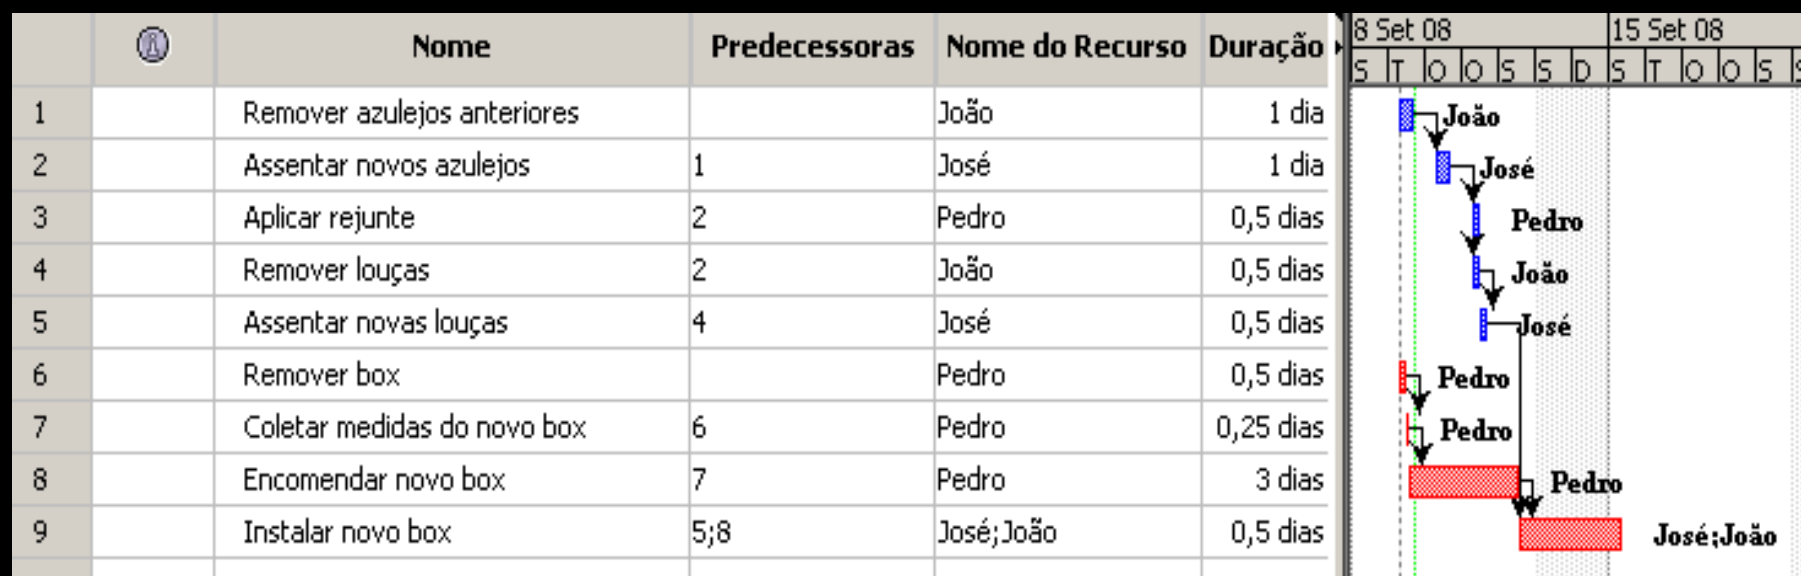 Nome Predecessoras Nome do Recurso Duração 8 Set 08 15 Set 08
S T Q Q S S D S T Q Q S
1 Remover azulejos anteriores João 1 dia João
2 Assentar novos azulejos 1 José 1 dia José
3 Aplicar rejunte 2 Pedro 0,5 dias Pedro
4 Remover louças 2 João 0,5 dias João
5 Assentar novas louças 4 José 0,5 dias José
6 Remover box Pedro 0,5 dias Pedro
7 Coletar medidas do novo box 6 Pedro 0,25 dias Pedro
8 Encomendar novo box 7 Pedro 3 dias Pedro
9 Instalar novo box 5;8 José;João 0,5 dias José;João